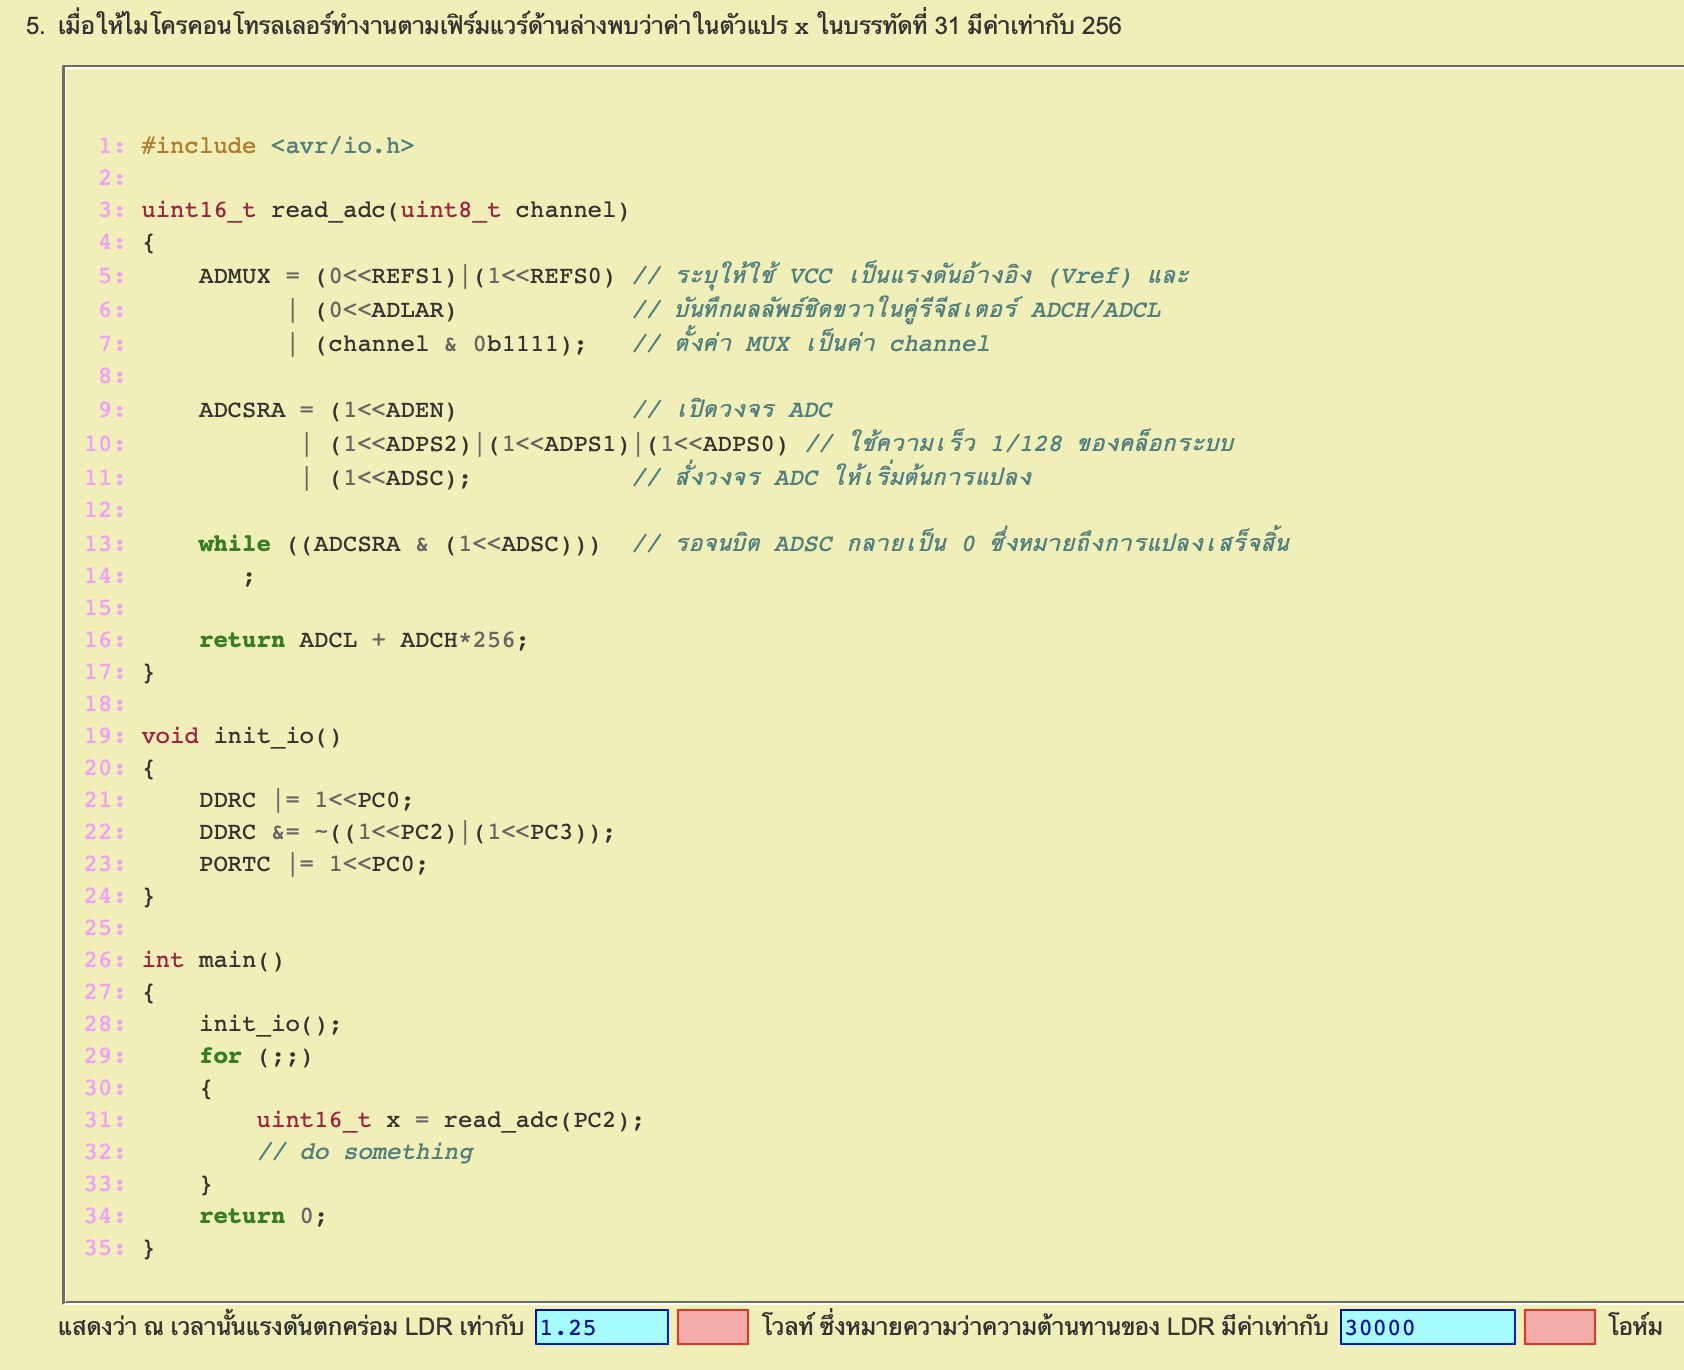 5. เมื่อให้ไมโครคอนโทรลเลอร์ทำงานตามเฟิร์มแวร์ด้านล่างพบว่าค่าในตัวแปร x ในบรรทัดที่ 31 มีค่าเท่ากับ 256
1: #include <avr/io.h>
2:
3: uint16_t read_adc(uint8_t channel)
4: {
5:     ADMUX = (0<<REFS1)|(1<<REFS0) // ระบุให้ใช้ VCC เป็นแรงดันอ้างอิง (Vref) และ
6:           | (0<<ADLAR)            // บันทึกผลลัพธ์ชิดขวาในคู่รีจีสเตอร์ ADCH/ADCL
7:           | (channel & 0b1111);   // ตั้งค่า MUX เป็นค่า channel
8:
9:     ADCSRA = (1<<ADEN)            // เปิดวงจร ADC
10:            | (1<<ADPS2)|(1<<ADPS1)|(1<<ADPS0) // ใช้ความเร็ว 1/128 ของคล็อกระบบ
11:            | (1<<ADSC);           // สั่งวงจร ADC ให้เริ่มต้นการแปลง
12:
13:     while ((ADCSRA & (1<<ADSC)))  // รอจนบิต ADSC กลายเป็น 0 ซึ่งหมายถึงการแปลงเสร็จสิ้น
14:        ;
15:
16:     return ADCL + ADCH*256;
17: }
18:
19: void init_io()
20: {
21:     DDRC |= 1<<PC0;
22:     DDRC &= ~((1<<PC2)|(1<<PC3));
23:     PORTC |= 1<<PC0;
24: }
25:
26: int main()
27: {
28:     init_io();
29:     for (;;)
30:     {
31:         uint16_t x = read_adc(PC2);
32:         // do something
33:     }
34:     return 0;
35: }
แสดงว่า ณ เวลานั้นแรงดันตกคร่อม LDR เท่ากับ 1.25 โวลท์ ซึ่งหมายความว่าความต้านทานของ LDR มีค่าเท่ากับ 30000 โอห์ม